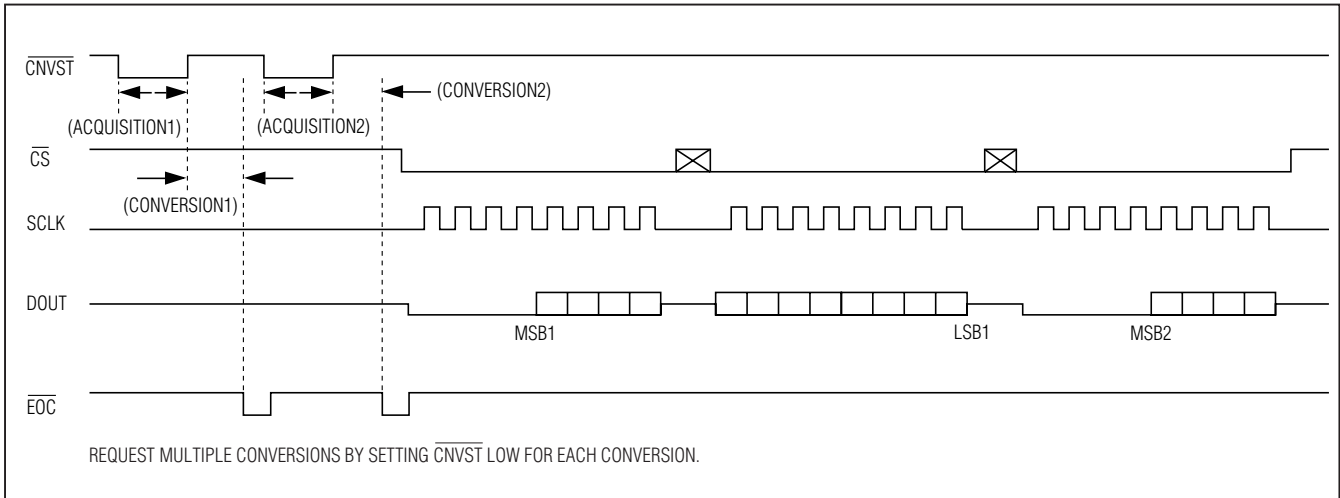 CNVST
(CONVERSION2)
(ACQUISITION1)
(ACQUISITION2)
CS
(CONVERSION1)
SCLK
DOUT
MSB1
LSB1
MSB2
EOC
REQUEST MULTIPLE CONVERSIONS BY SETTING CNVST LOW FOR EACH CONVERSION.